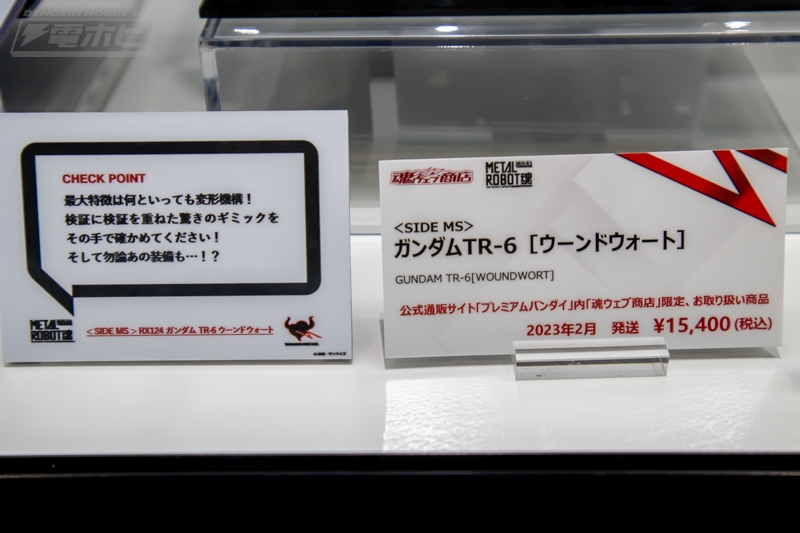 DENGEKI HOBBY WEB
電ホビ
CHECK POINT
最大特徴は何といっても変形機構！
検証に検証を重ねた驚きのギミックを
その手で確かめてください！
そして勿論あの装備も…！？
METAL
ROBOT魂
＜SIDE MS＞RX124 ガンダム TR-6 ウーンドウォート
魂ウェブ商店
METAL
ROBOT魂
＜SIDE MS＞
ガンダムTR-6［ウーンドウォート］
GUNDAM TR-6[WOUNDWORT]
公式通販サイト「プレミアムバンダイ」内「魂ウェブ商店」限定、お取り扱い商品
2023年2月 発送 ¥15,400(税込)